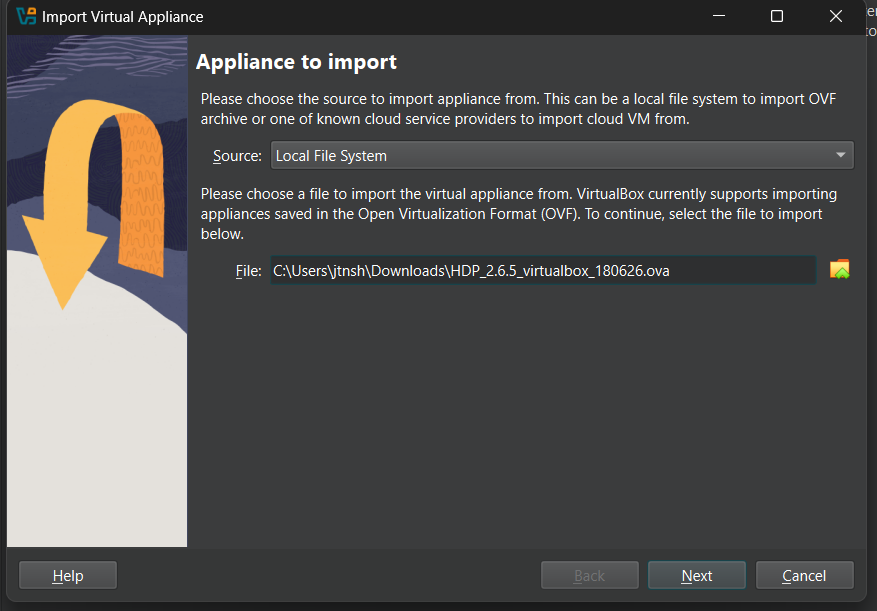 Import Virtual Appliance
Appliance to import
Please choose the source to import appliance from. This can be a local file system to import OVF
archive or one of known cloud service providers to import cloud VM from.
Source: Local File System
Please choose a file to import the virtual appliance from. VirtualBox currently supports importing
appliances saved in the Open Virtualization Format (OVF). To continue, select the file to import
below.
File: C:\Users\jtnsh\Downloads\HDP_2.6.5_virtualbox_180626.ova
Help Back Next Cancel